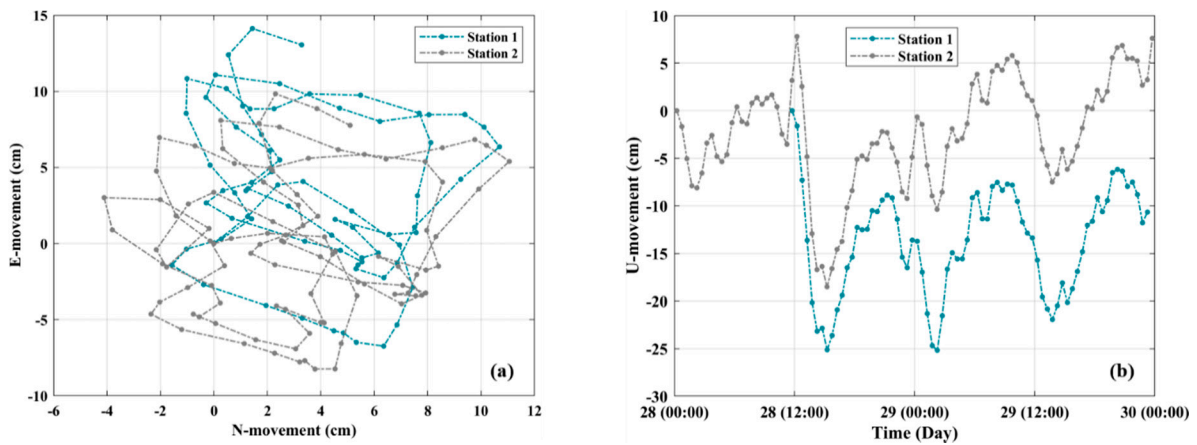 15
10
5
0
-5
-10
E-movement (cm)
-6 -4 -2 0 2 4 6 8 10 12
N-movement (cm)
Station 1
Station 2
(a)
10
5
0
-5
-10
-15
-20
-25
-30
U-movement (cm)
28 (00:00) 28 (12:00) 29 (00:00) 29 (12:00) 30 (00:00)
Time (Day)
Station 1
Station 2
(b)